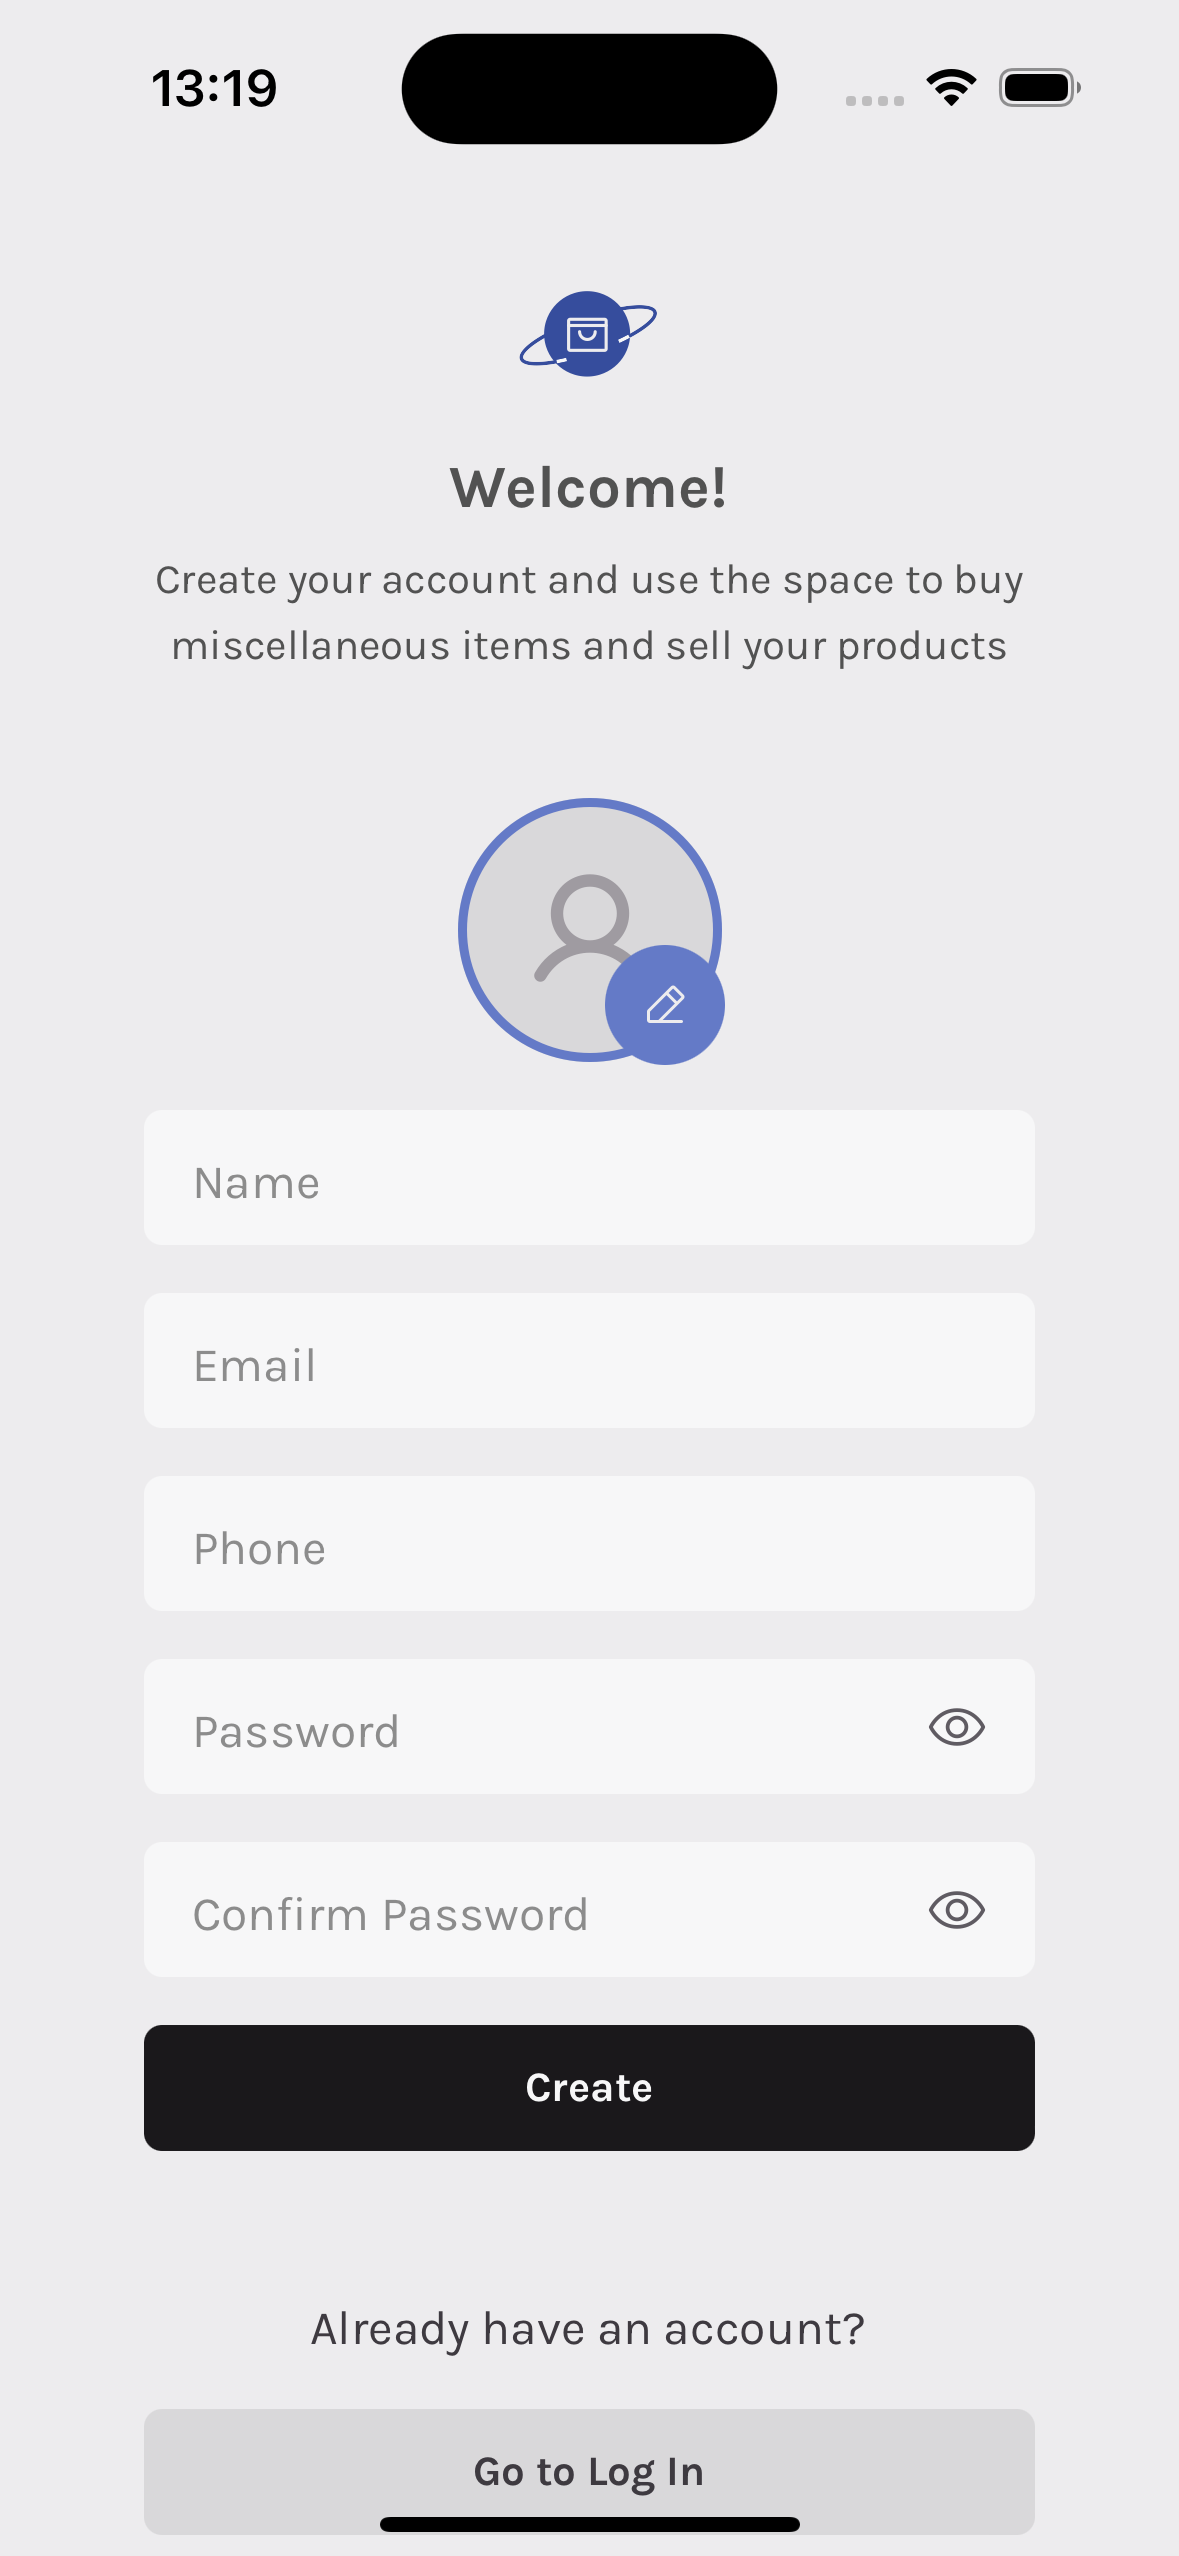 13:19
Welcome!
Create your account and use the space to buy
miscellaneous items and sell your products
Name
Email
Phone
Password
Confirm Password
Create
Already have an account?
Go to Log In